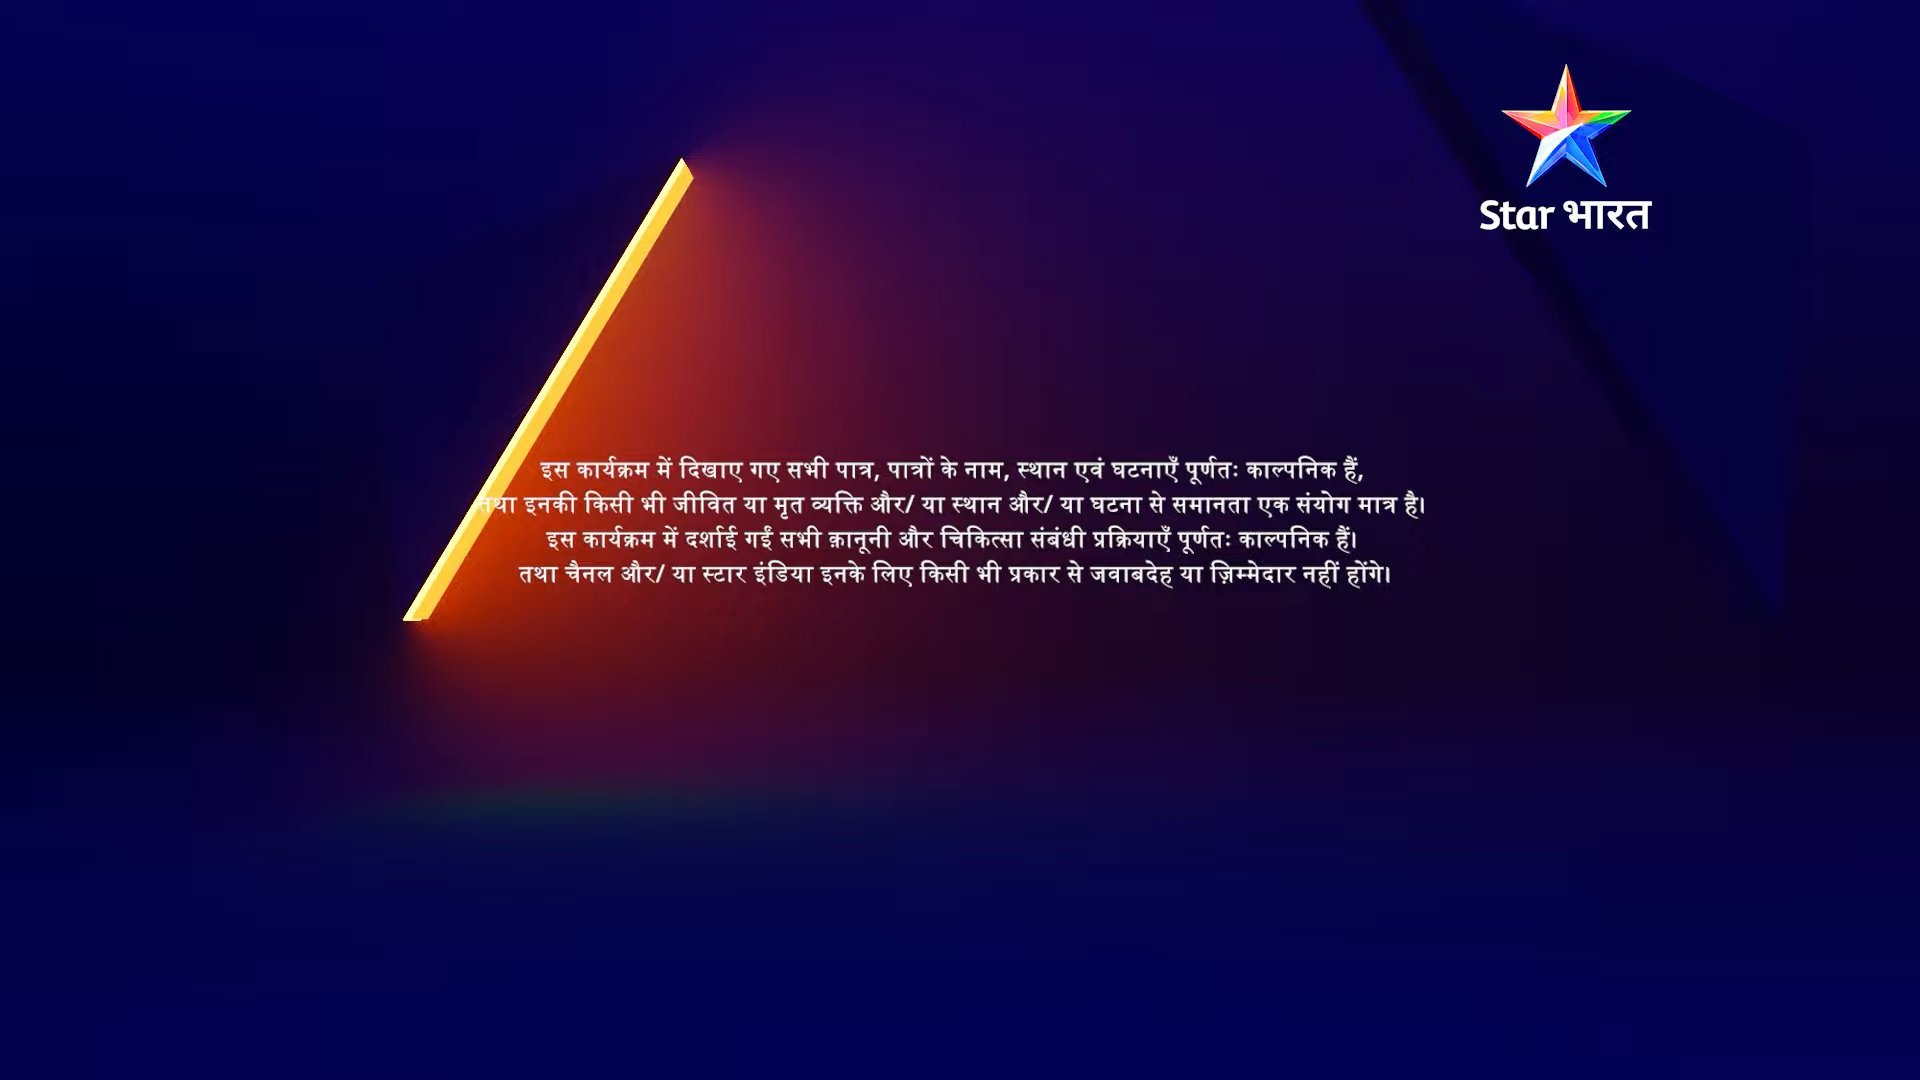 Star भारत
इस कार्यक्रम में दिखाए गए सभी पात्र, पात्रों के नाम, स्थान एवं घटनाएँ पूर्णतः काल्पनिक हैं,
तथा इनकी किसी भी जीवित या मृत व्यक्ति और/ या स्थान और/ या घटना से समानता एक संयोग मात्र है।
इस कार्यक्रम में दर्शाई गईं सभी क़ानूनी और चिकित्सा संबंधी प्रक्रियाएँ पूर्णतः काल्पनिक हैं।
तथा चैनल और/ या स्टार इंडिया इनके लिए किसी भी प्रकार से जवाबदेह या ज़िम्मेदार नहीं होंगे।